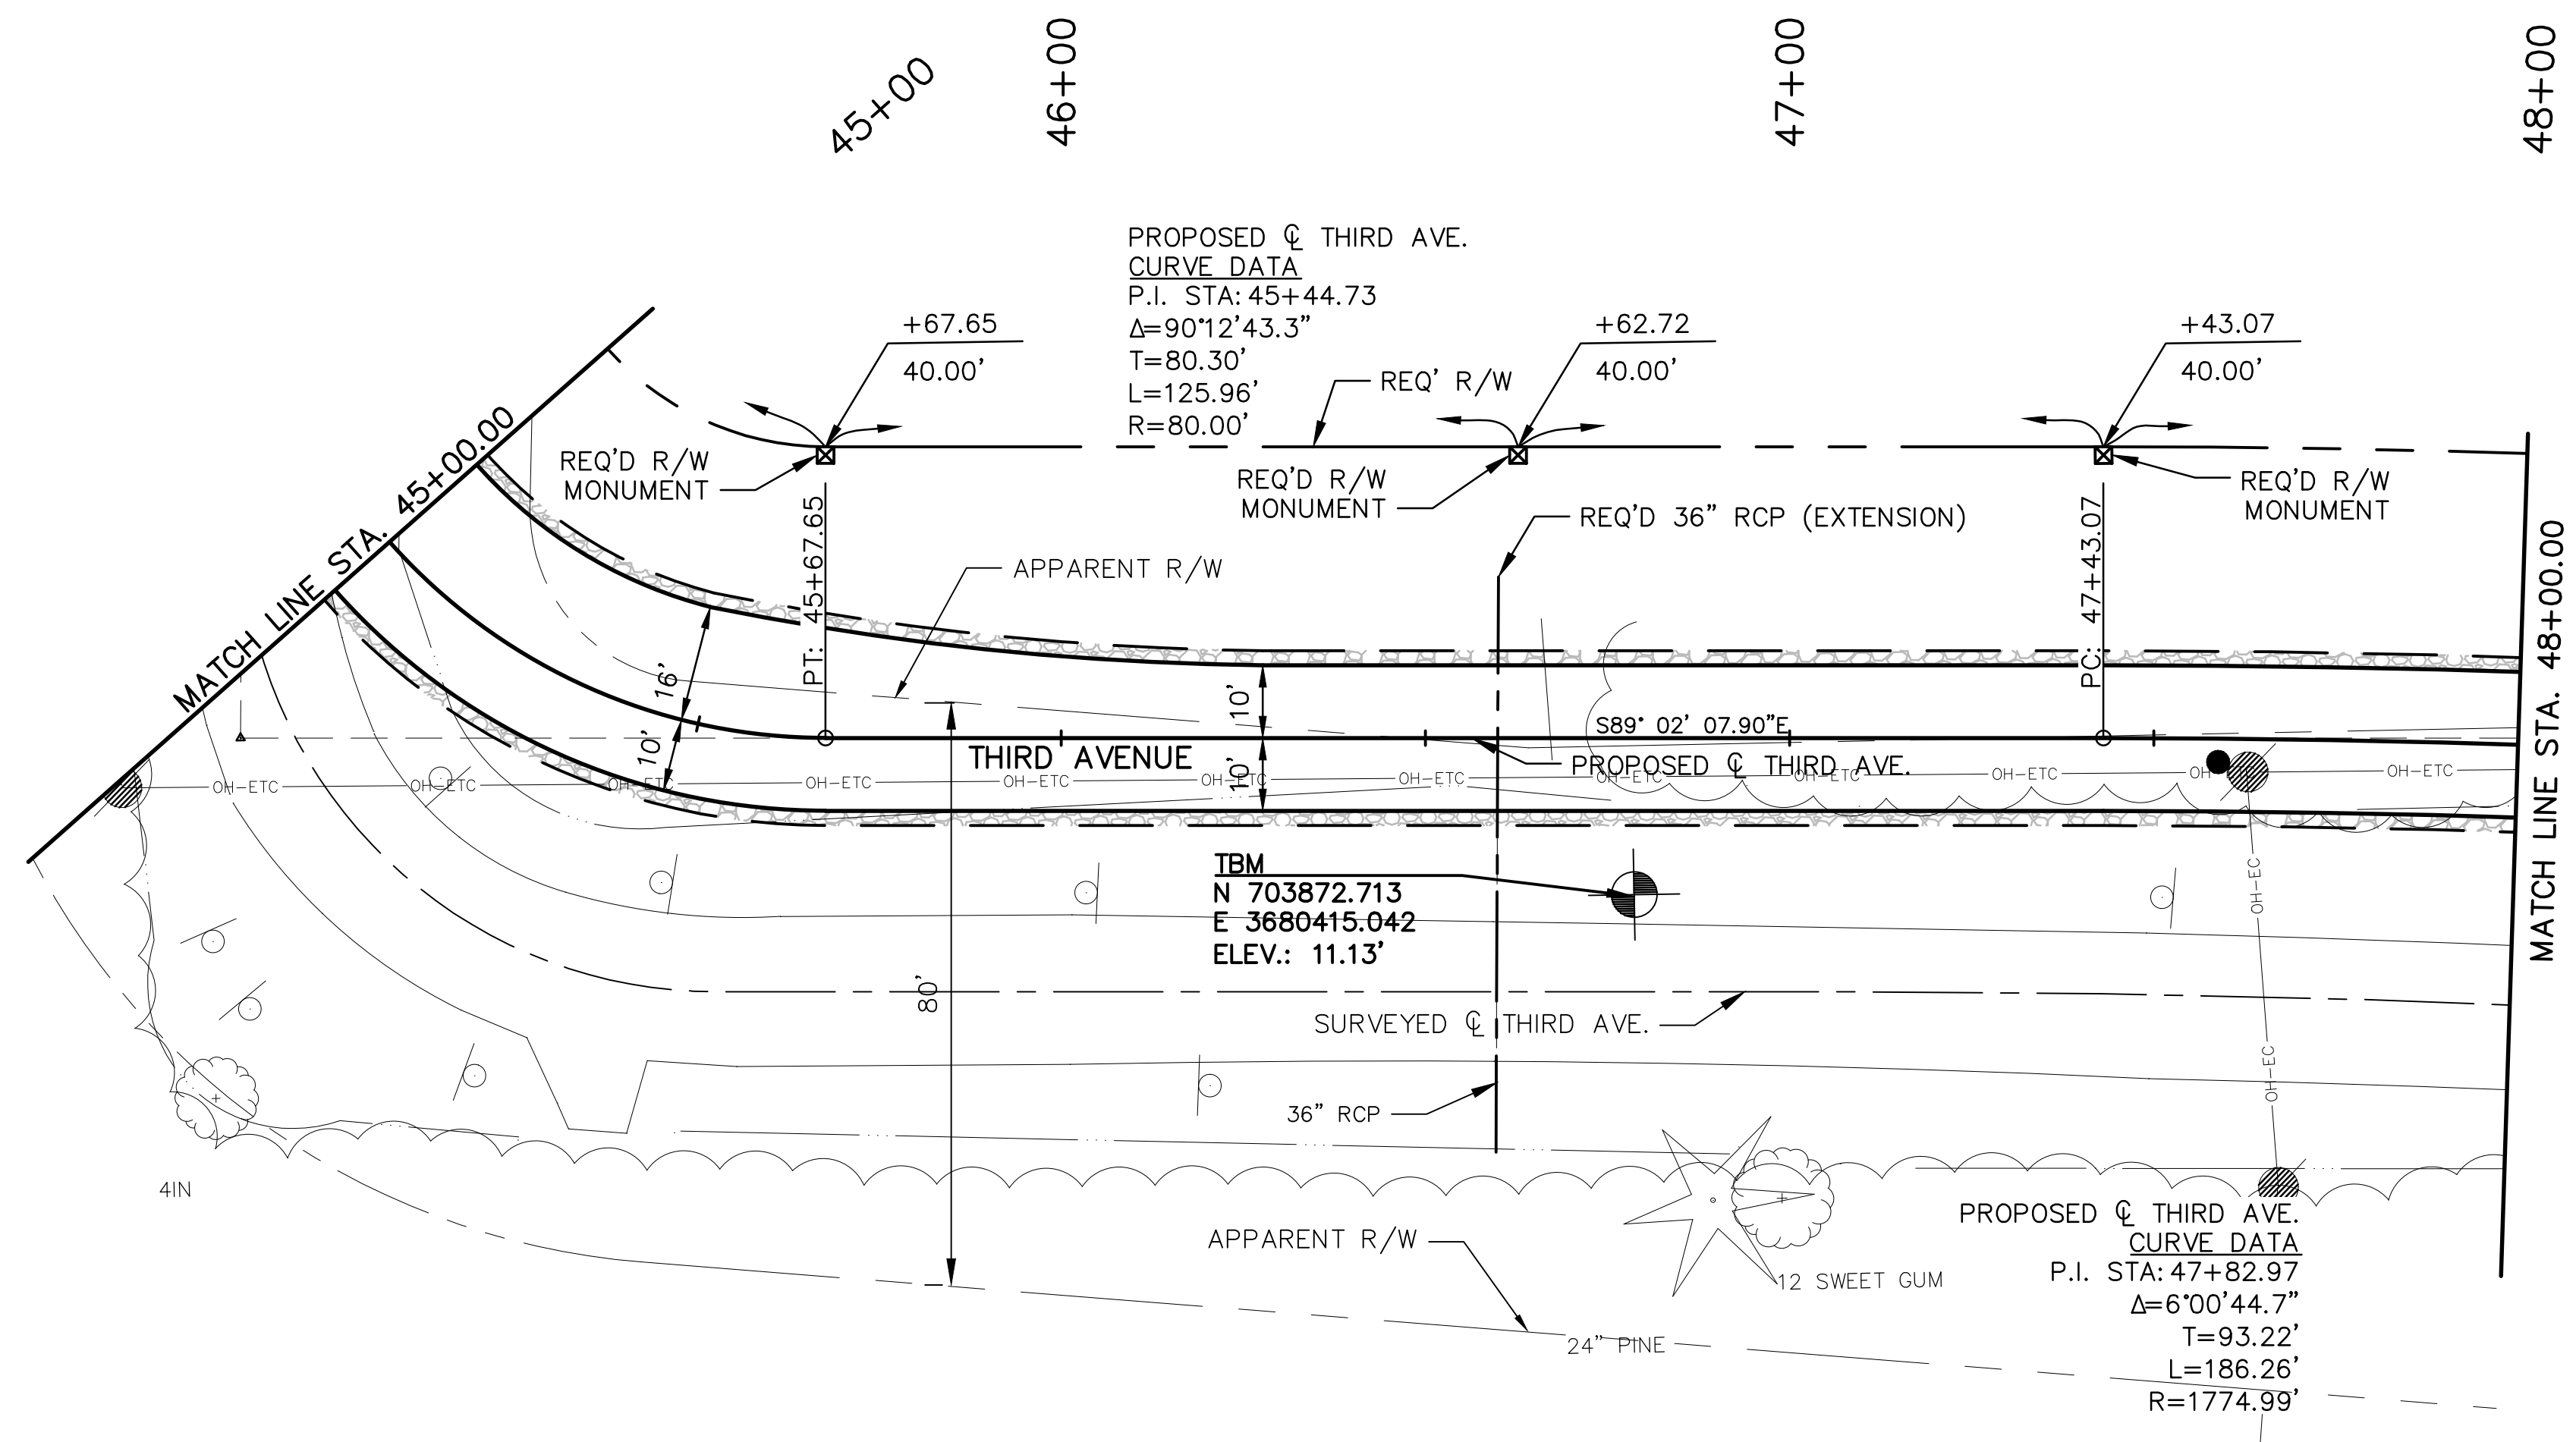 45+00
46+00
47+00
48+00
PROPOSED ℄ THIRD AVE.
CURVE DATA
P.I. STA: 45+44.73
Δ=90°12'43.3"
T=80.30'
L=125.96'
R=80.00'
+67.65
40.00'
+62.72
40.00'
+43.07
40.00'
REQ' R/W
REQ'D R/W
MONUMENT
REQ'D R/W
MONUMENT
REQ'D R/W
MONUMENT
MATCH LINE STA. 45+00.00
REQ'D 36" RCP (EXTENSION)
APPARENT R/W
PT: 45+67.65
PC: 47+43.07
MATCH LINE STA. 48+00.00
16'
10'
10'
10'
S89° 02' 07.90"E
THIRD AVENUE
PROPOSED ℄ THIRD AVE.
OH-ETC
OH-ETC
OH-ETC
OH-ETC
OH-ETC
OH-ETC
OH-ETC
OH-ETC
OH-ETC
OH-ETC
OH
OH-ETC
TBM
N 703872.713
E 3680415.042
ELEV.: 11.13'
OH-EC
80'
SURVEYED ℄ THIRD AVE.
OH-EC
36" RCP
4IN
APPARENT R/W
12 SWEET GUM
24" PINE
PROPOSED ℄ THIRD AVE.
CURVE DATA
P.I. STA: 47+82.97
Δ=6°00'44.7"
T=93.22'
L=186.26'
R=1774.99'